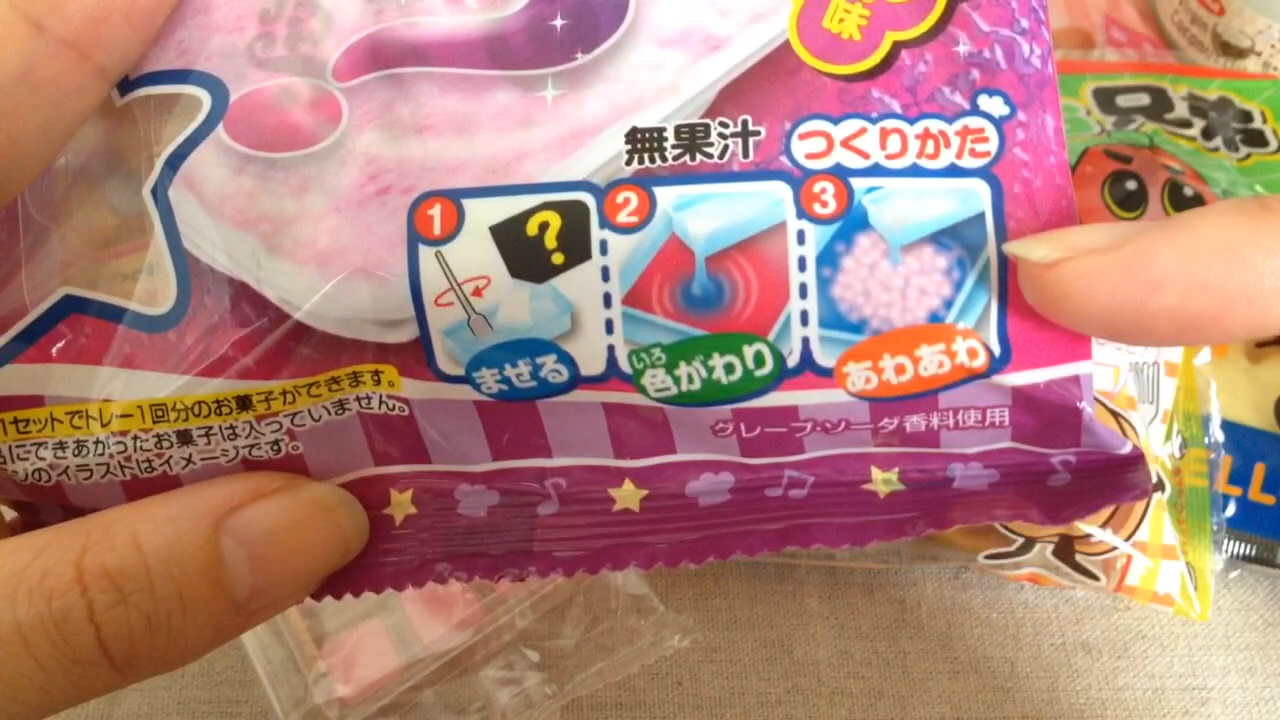 味
無果汁 つくりかた
1 ? 2 3
まぜる 色がわり あわあわ
いろ
グレープ・ソーダ香料使用
1セットでトレー1回分のお菓子ができます。
にできあがったお菓子は入っていません。
のイラストはイメージです。
兄弟
ELL